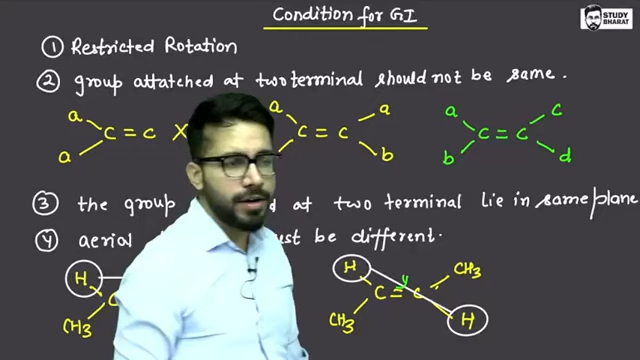 Condition for GI
STUDY
BHARAT
① Restricted Rotation
② group attatched at two terminal should not be same.
a a a a c
C = C X C = C C = C
a b b d
③ the group at two terminal lie in same plane
④ aerial must be different.
H H CH3
C C = C
CH3 CH3 H